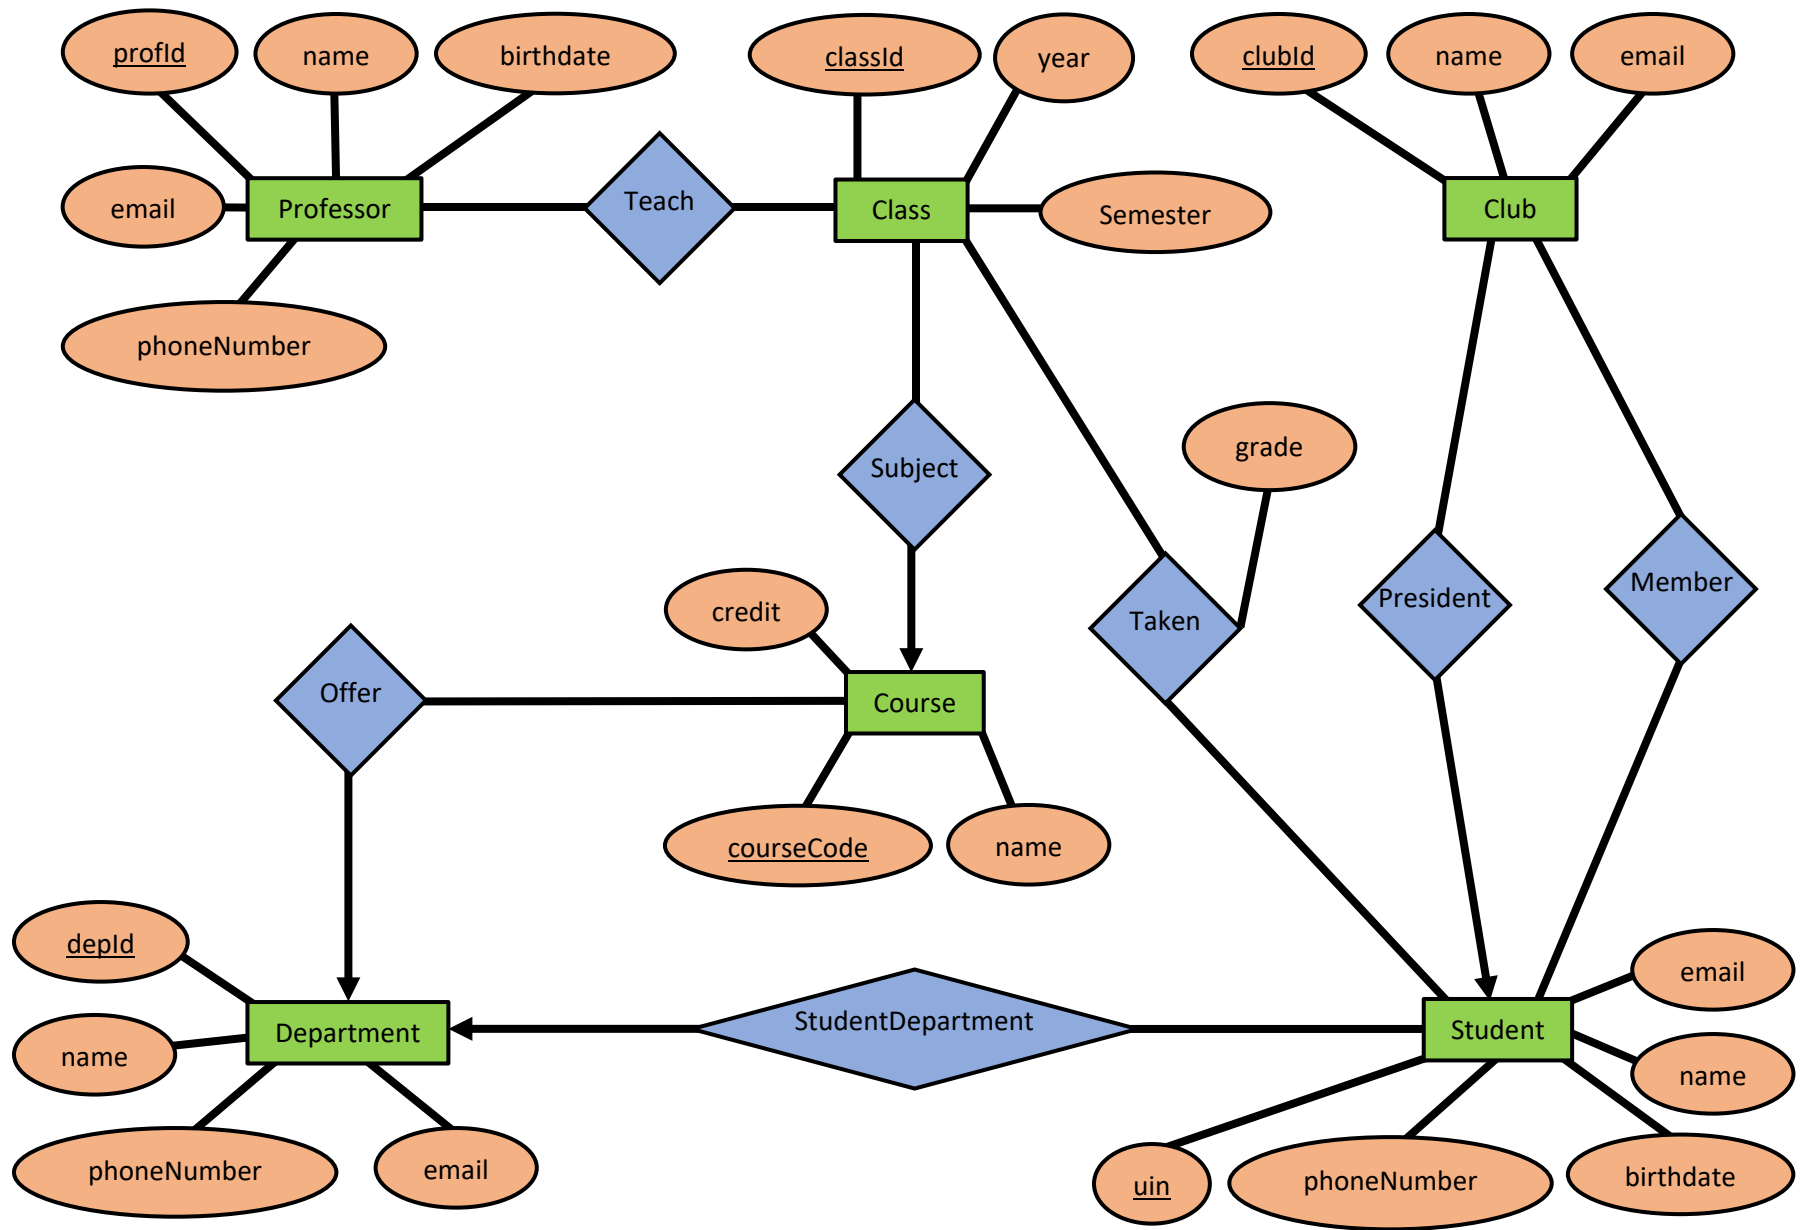 profId
name
birthdate
classId
year
clubId
name
email
email
Professor
Teach
Class
Semester
Club
phoneNumber
Subject
grade
President
Member
credit
Taken
Offer
Course
courseCode
name
depId
email
name
Department
StudentDepartment
Student
name
phoneNumber
email
uin
phoneNumber
birthdate